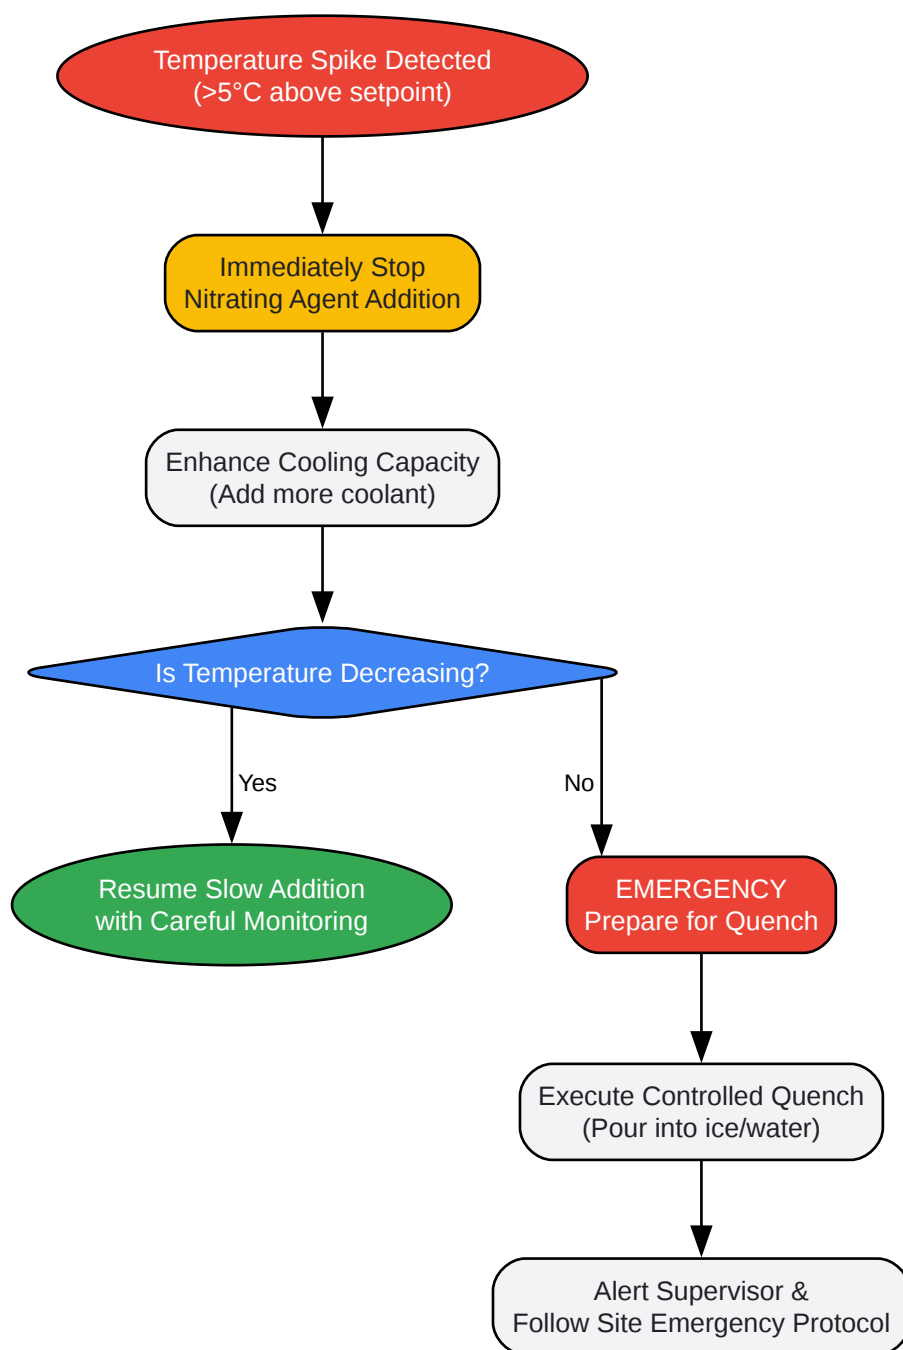 Temperature Spike Detected
(>5°C above setpoint)
Immediately Stop
Nitrating Agent Addition
Enhance Cooling Capacity
(Add more coolant)
Is Temperature Decreasing?
Yes
No
Resume Slow Addition
with Careful Monitoring
EMERGENCY
Prepare for Quench
Execute Controlled Quench
(Pour into ice/water)
Alert Supervisor &
Follow Site Emergency Protocol